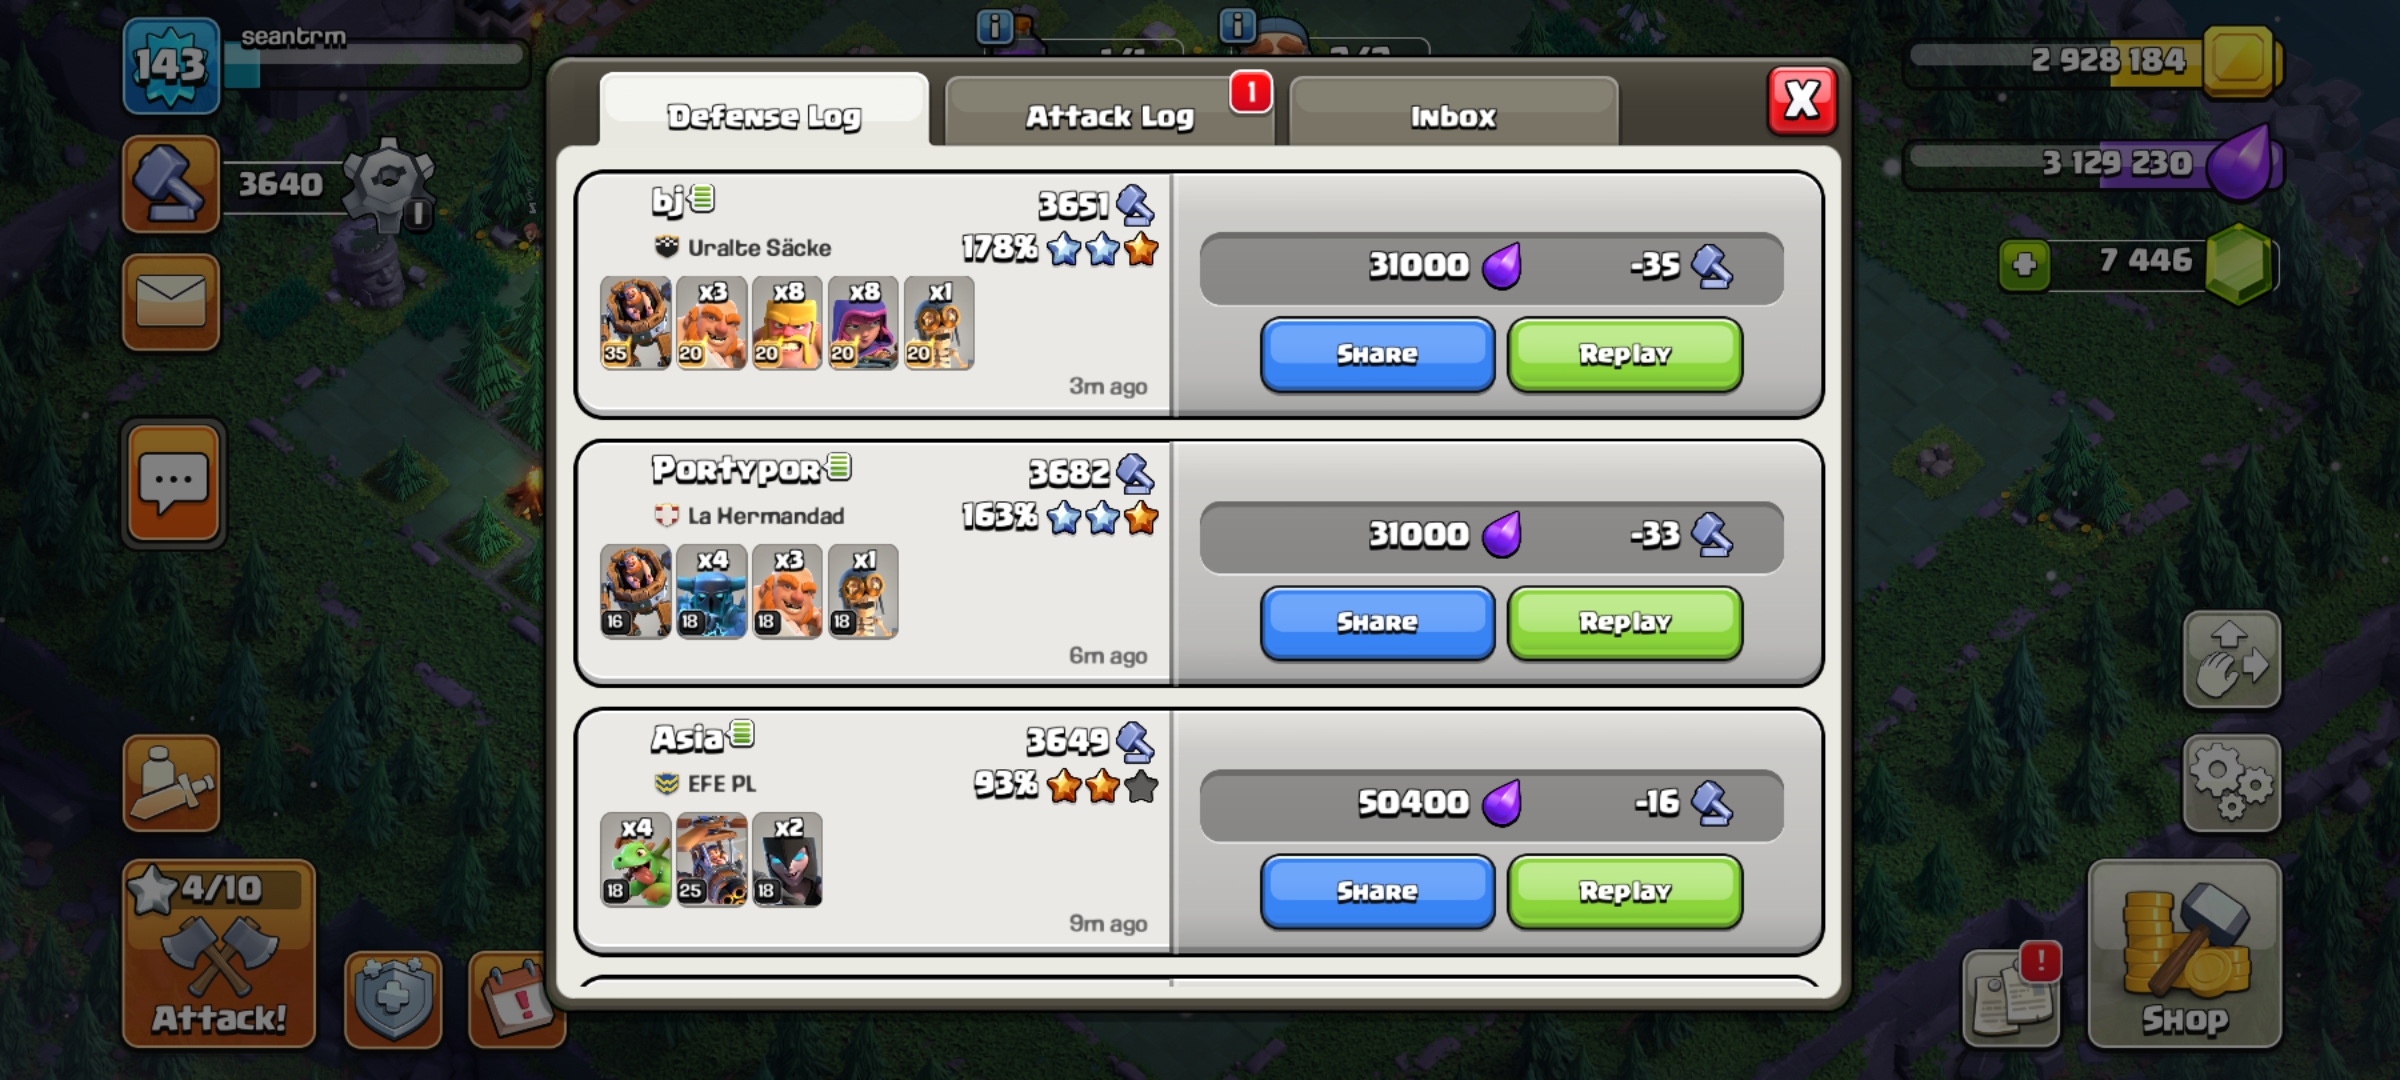 143
seantrm
2 928 184
Defense Log
Attack Log
1
Inbox
X
3640
3 129 230
7 446
bj
3651
Uralte Säcke
178%
31000
-35
x3
x8
x8
x1
35
20
20
20
20
Share
Replay
3m ago
Portypor
3682
La Hermandad
163%
31000
-33
x4
x3
x1
16
18
18
18
Share
Replay
6m ago
Asia
3649
EFE PL
93%
50400
-16
x4
x2
18
25
18
Share
Replay
9m ago
4/10
Attack!
Shop